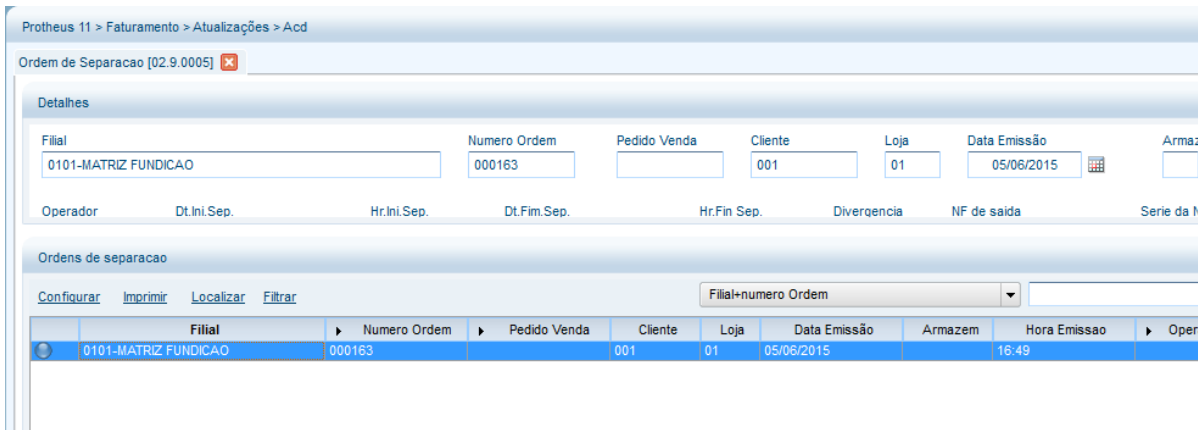 Protheus 11 > Faturamento > Atualizações > Acd
Ordem de Separacao [02.9.0005]
Detalhes
Filial Numero Ordem Pedido Venda Cliente Loja Data Emissão Armaz
0101-MATRIZ FUNDICAO 000163 001 01 05/06/2015
Operador Dt.Ini.Sep. Hr.Ini.Sep. Dt.Fim.Sep. Hr.Fin Sep. Divergencia NF de saida Serie da N
Ordens de separacao
Configurar Imprimir Localizar Filtrar Filial+numero Ordem
Filial Numero Ordem Pedido Venda Cliente Loja Data Emissão Armazem Hora Emissao Oper
0101-MATRIZ FUNDICAO 000163 001 01 05/06/2015 16:49